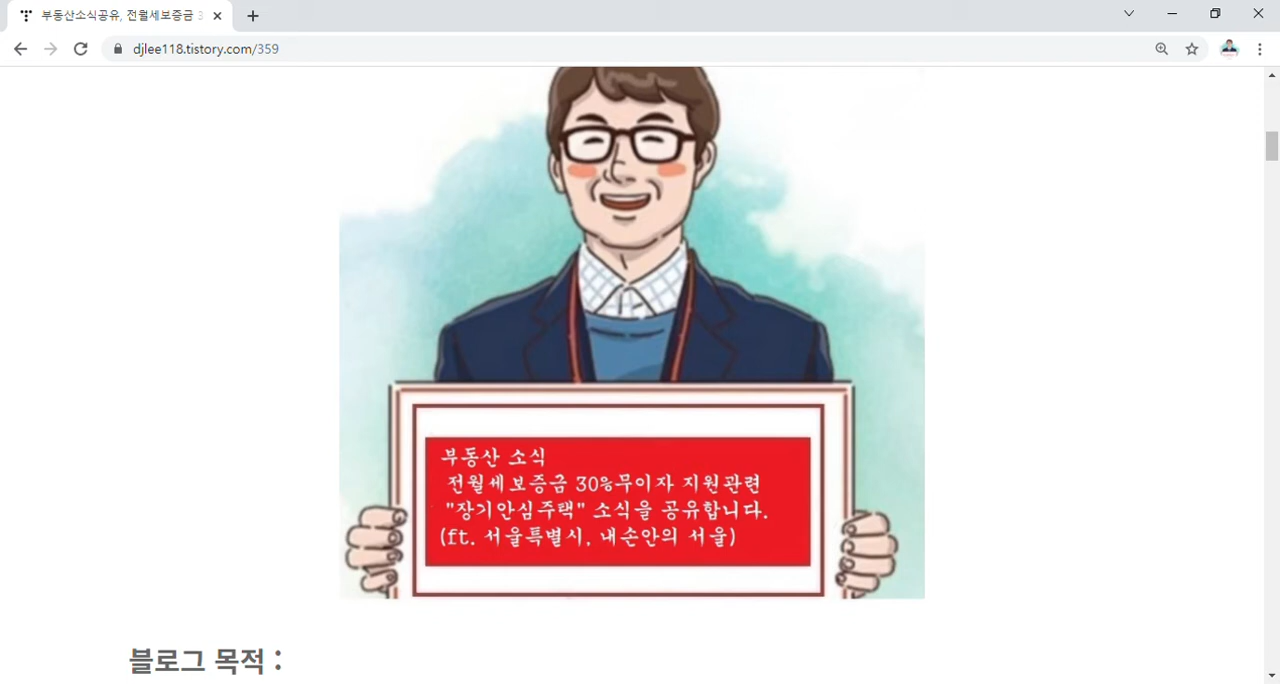 부동산소식공유, 전월세보증금 3
djlee118.tistory.com/359
부동산 소식
전월세보증금 30%무이자 지원관련
"장기안심주택" 소식을 공유합니다.
(ft. 서울특별시, 내손안의 서울)
블로그 목적 :